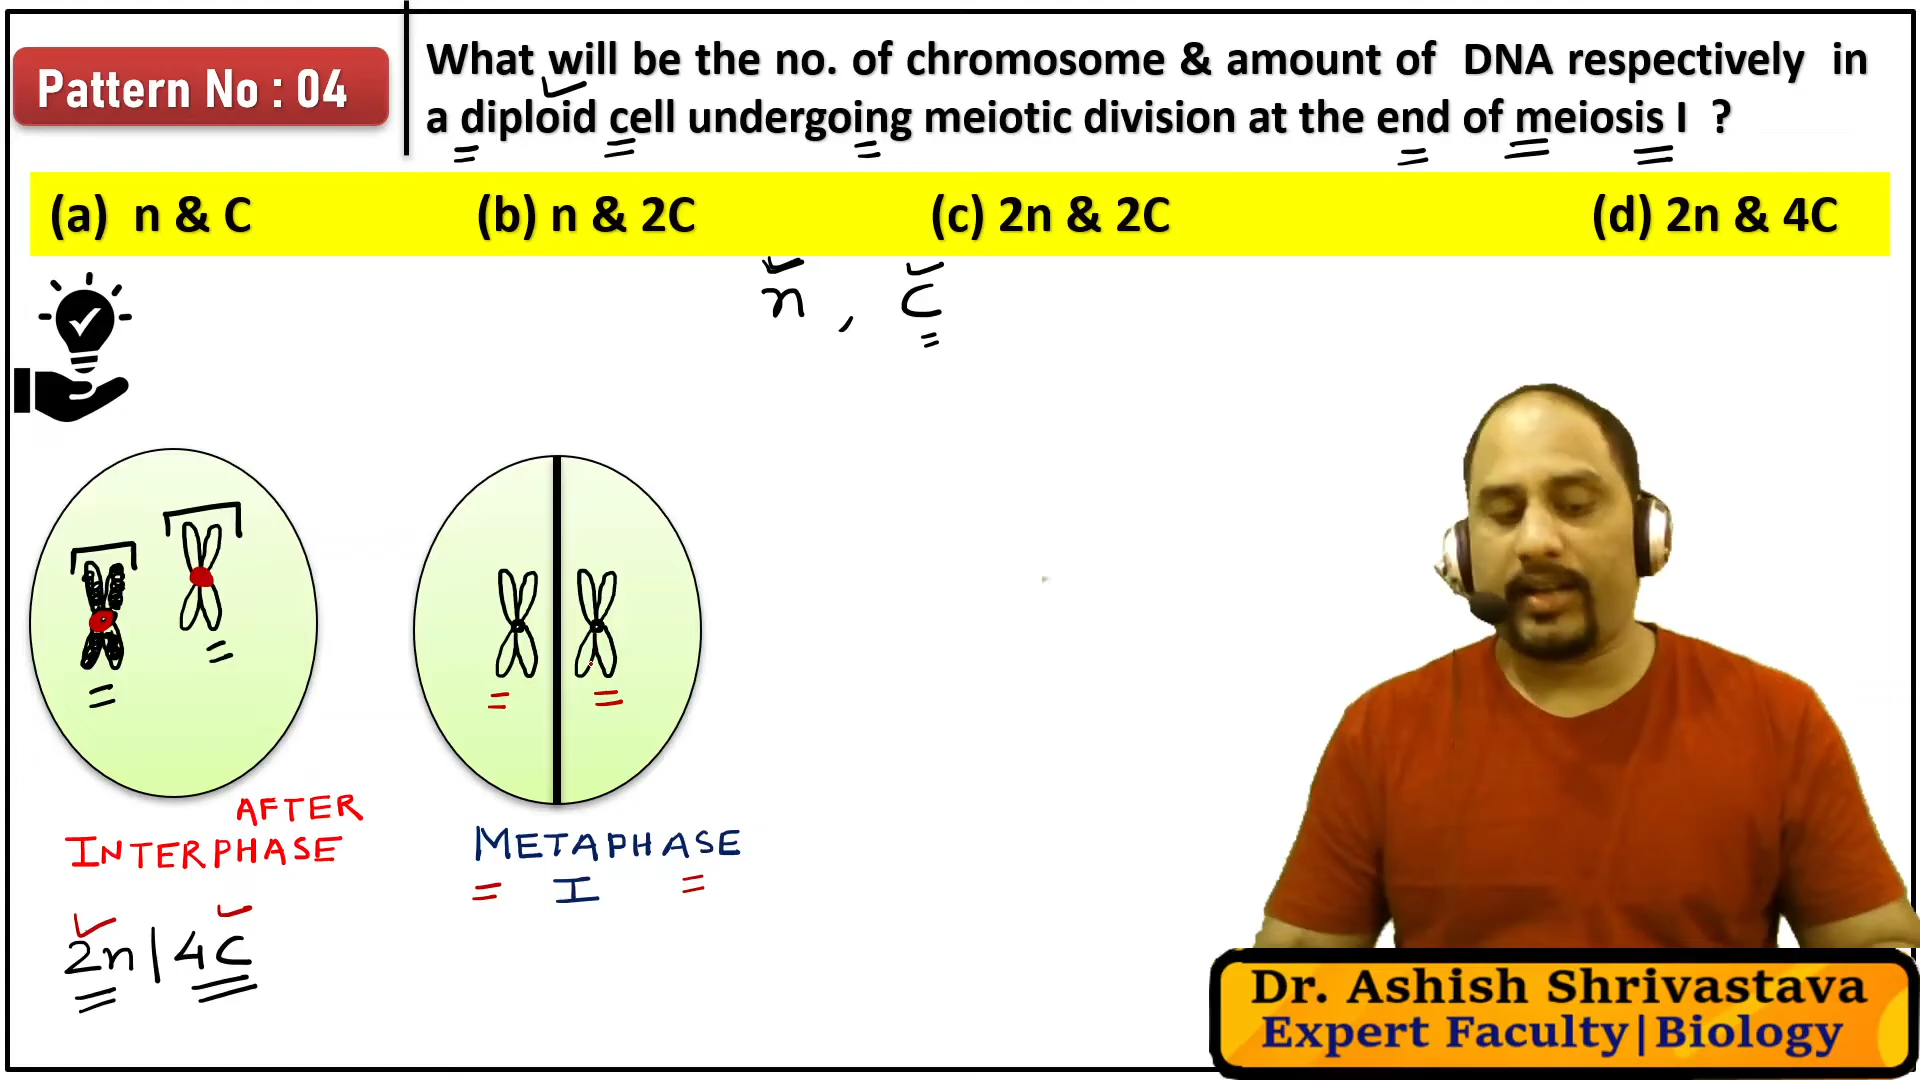 Pattern No : 04
What will be the no. of chromosome & amount of DNA respectively in
a diploid cell undergoing meiotic division at the end of meiosis I ?
(a) n & C (b) n & 2C (c) 2n & 2C (d) 2n & 4C
n , C
AFTER
INTERPHASE
METAPHASE
I
2n | 4C
Dr. Ashish Shrivastava
Expert Faculty|Biology